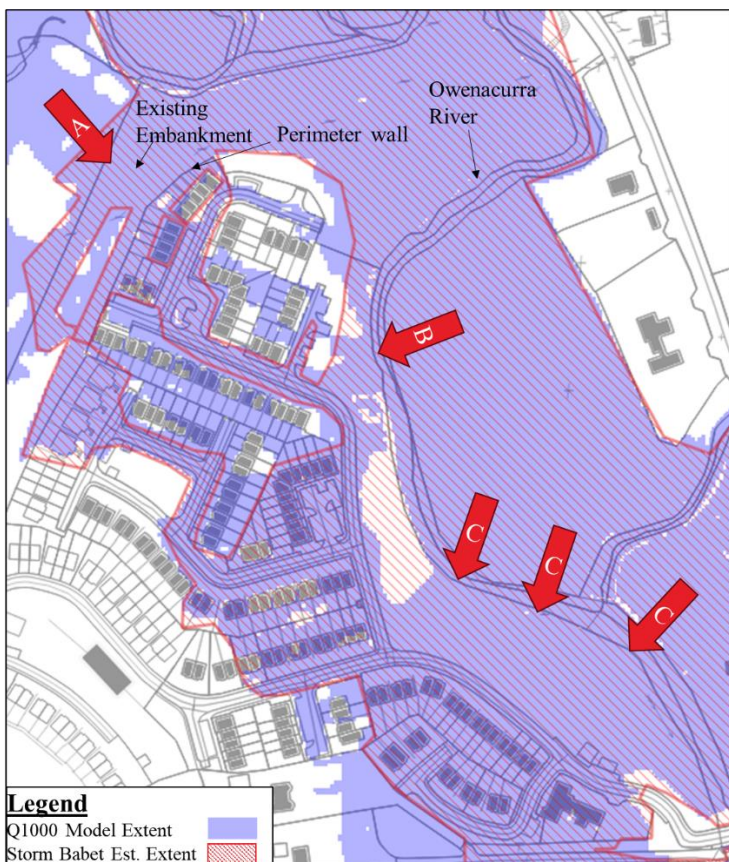 Existing
Embankment
Perimeter wall
Owenacurra
River
A
B
C
C
C
Legend
Q1000 Model Extent
Storm Babet Est. Extent